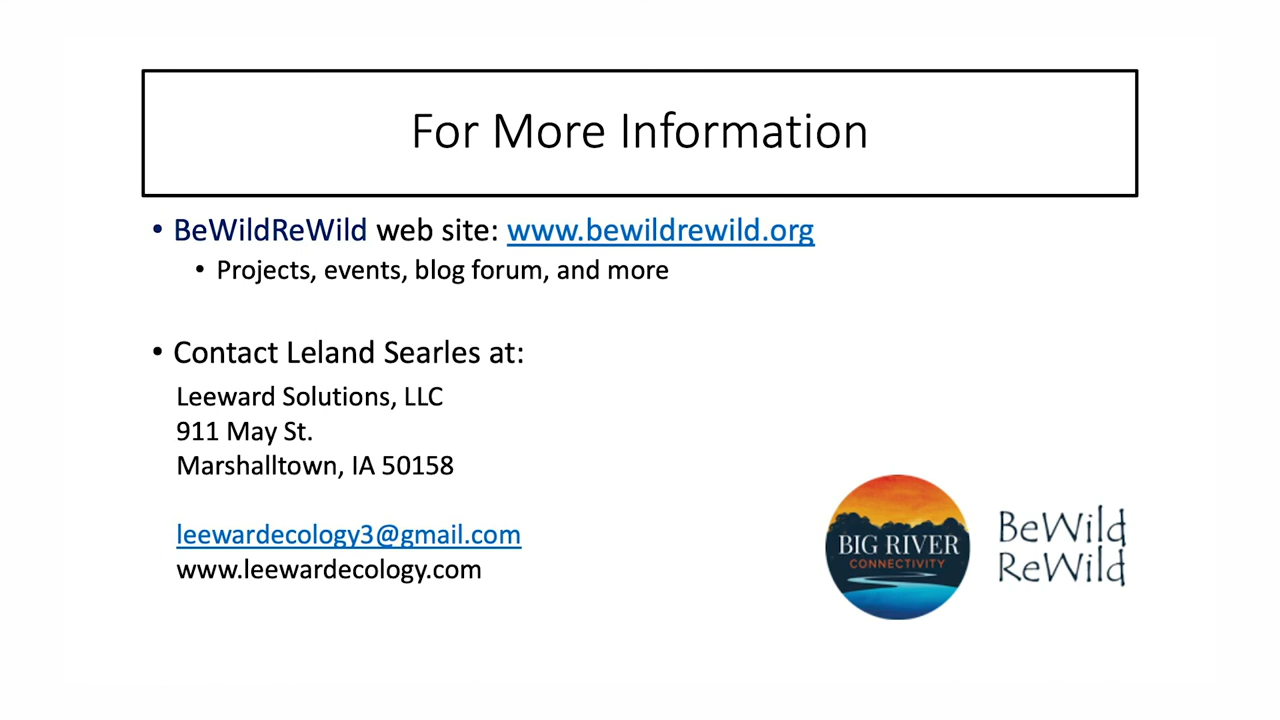 For More Information
• BeWildReWild web site: www.bewildrewild.org
• Projects, events, blog forum, and more
• Contact Leland Searles at:
Leeward Solutions, LLC
911 May St.
Marshalltown, IA 50158
leewardecology3@gmail.com
www.leewardecology.com
BIG RIVER
CONNECTIVITY
BeWild
ReWild